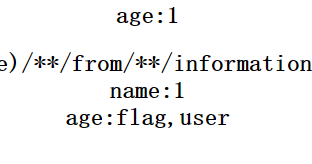 age:1
e)/**/from/**/information
name:1
age:flag,user